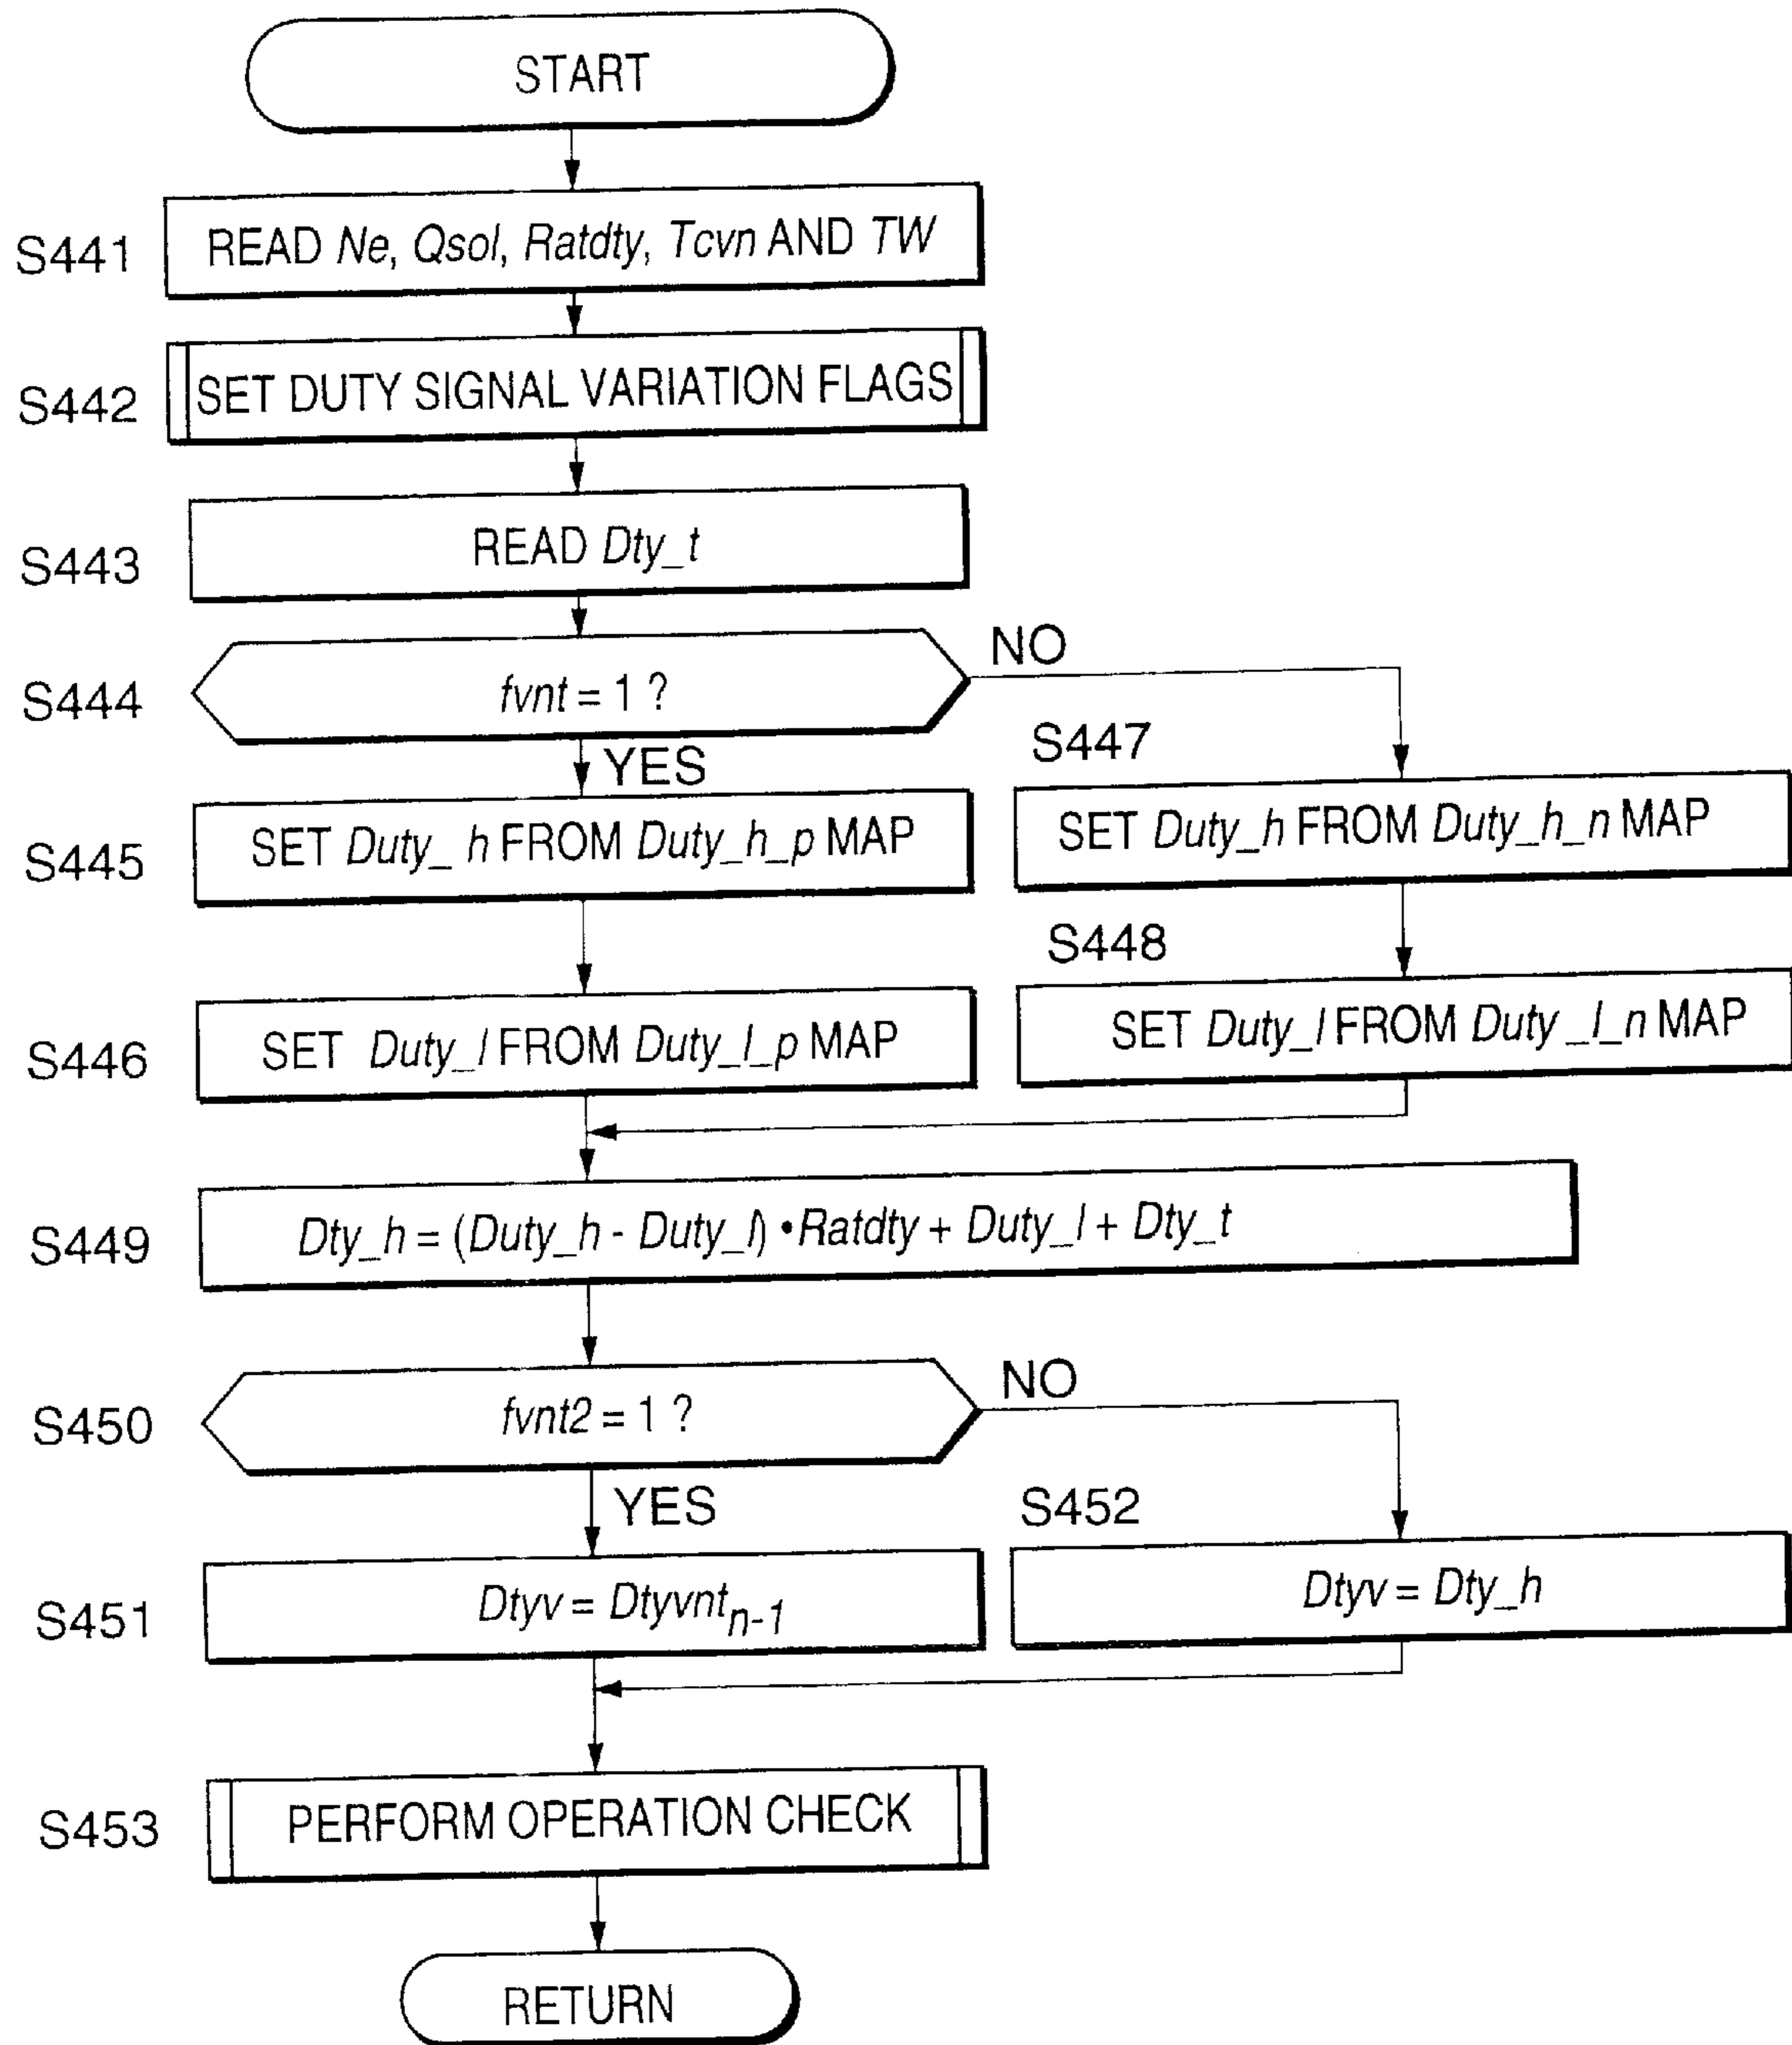 START
S441
READ Ne, Qsol, Ratdty, Tcvn AND TW
S442
SET DUTY SIGNAL VARIATION FLAGS
S443
READ Dty_t
S444
fvnt = 1 ?
NO
YES
S445
SET Duty_ h FROM Duty_h_p MAP
S447
SET Duty_h FROM Duty_h_n MAP
S446
SET Duty_l FROM Duty_l_p MAP
S448
SET Duty_l FROM Duty _l_n MAP
S449
Dty_h = (Duty_h - Duty_l) •Ratdty + Duty_l + Dty_t
S450
fvnt2 = 1 ?
NO
YES
S451
Dtyv = Dtyvnt n-1
S452
Dtyv = Dty_h
S453
PERFORM OPERATION CHECK
RETURN